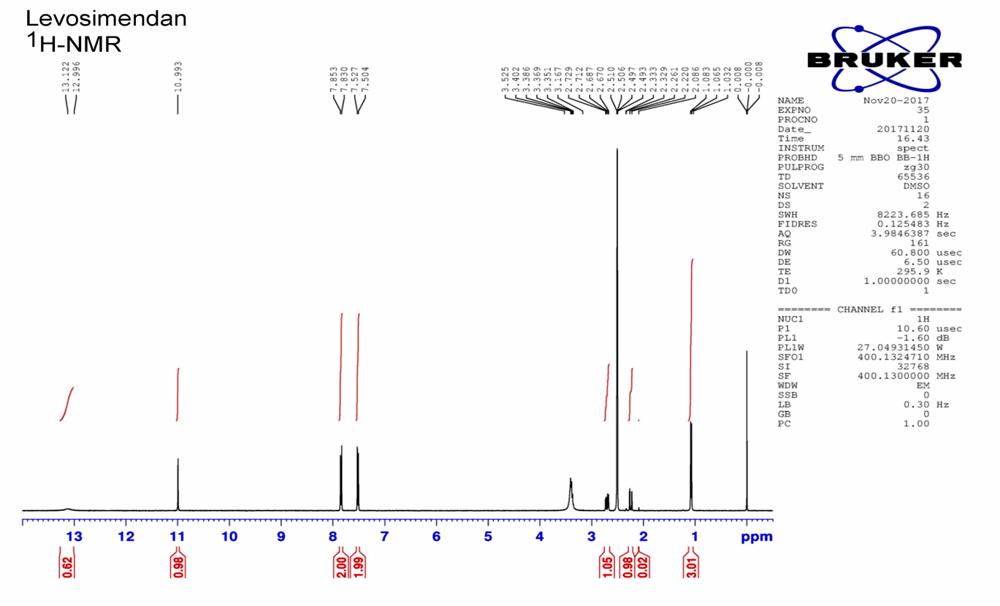 Levosimendan
1H-NMR
13.122
12.996
10.993
7.853
7.830
7.527
7.504
3.525
3.402
3.386
3.369
3.351
3.167
2.729
2.712
2.687
2.670
2.510
2.506
2.497
2.493
2.333
2.329
2.261
2.220
2.086
1.083
1.065
1.032
0.008
-0.000
-0.008
BRUKER
NAME Nov20-2017
EXPNO 35
PROCNO 1
Date_ 20171120
Time 16.43
INSTRUM spect
PROBHD 5 mm BBO BB-1H
PULPROG zg30
TD 65536
SOLVENT DMSO
NS 16
DS 2
SWH 8223.685 Hz
FIDRES 0.125483 Hz
AQ 3.9846387 sec
RG 161
DW 60.800 usec
DE 6.50 usec
TE 295.9 K
D1 1.00000000 sec
TD0 1
======== CHANNEL f1 ========
NUC1 1H
P1 10.60 usec
PL1 -1.60 dB
PL1W 27.04931450 W
SFO1 400.1324710 MHz
SI 32768
SF 400.1300000 MHz
WDW EM
SSB 0
LB 0.30 Hz
GB 0
PC 1.00
13 12 11 10 9 8 7 6 5 4 3 2 1 ppm
0.62
0.98
2.00
1.99
1.05
0.98
0.02
3.01